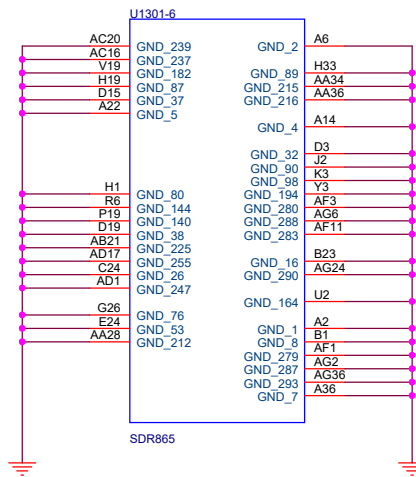 U1301-6
AC20 GND_239 GND_2 A6
AC16 GND_237
V19 GND_182 GND_89 H33
H19 GND_87 GND_215 AA34
D15 GND_37 GND_216 AA36
A22 GND_5
GND_4 A14
GND_32 D3
GND_90 J2
GND_98 K3
H1 GND_80 GND_194 Y3
R6 GND_144 GND_280 AF3
P19 GND_140 GND_288 AG6
D19 GND_38 GND_283 AF11
AB21 GND_225
AD17 GND_255 GND_16 B23
C24 GND_26 GND_290 AG24
AD1 GND_247
GND_164 U2
G26 GND_76
E24 GND_53 GND_1 A2
AA28 GND_212 GND_8 B1
GND_279 AF1
GND_287 AG2
GND_293 AG36
GND_7 A36
SDR865